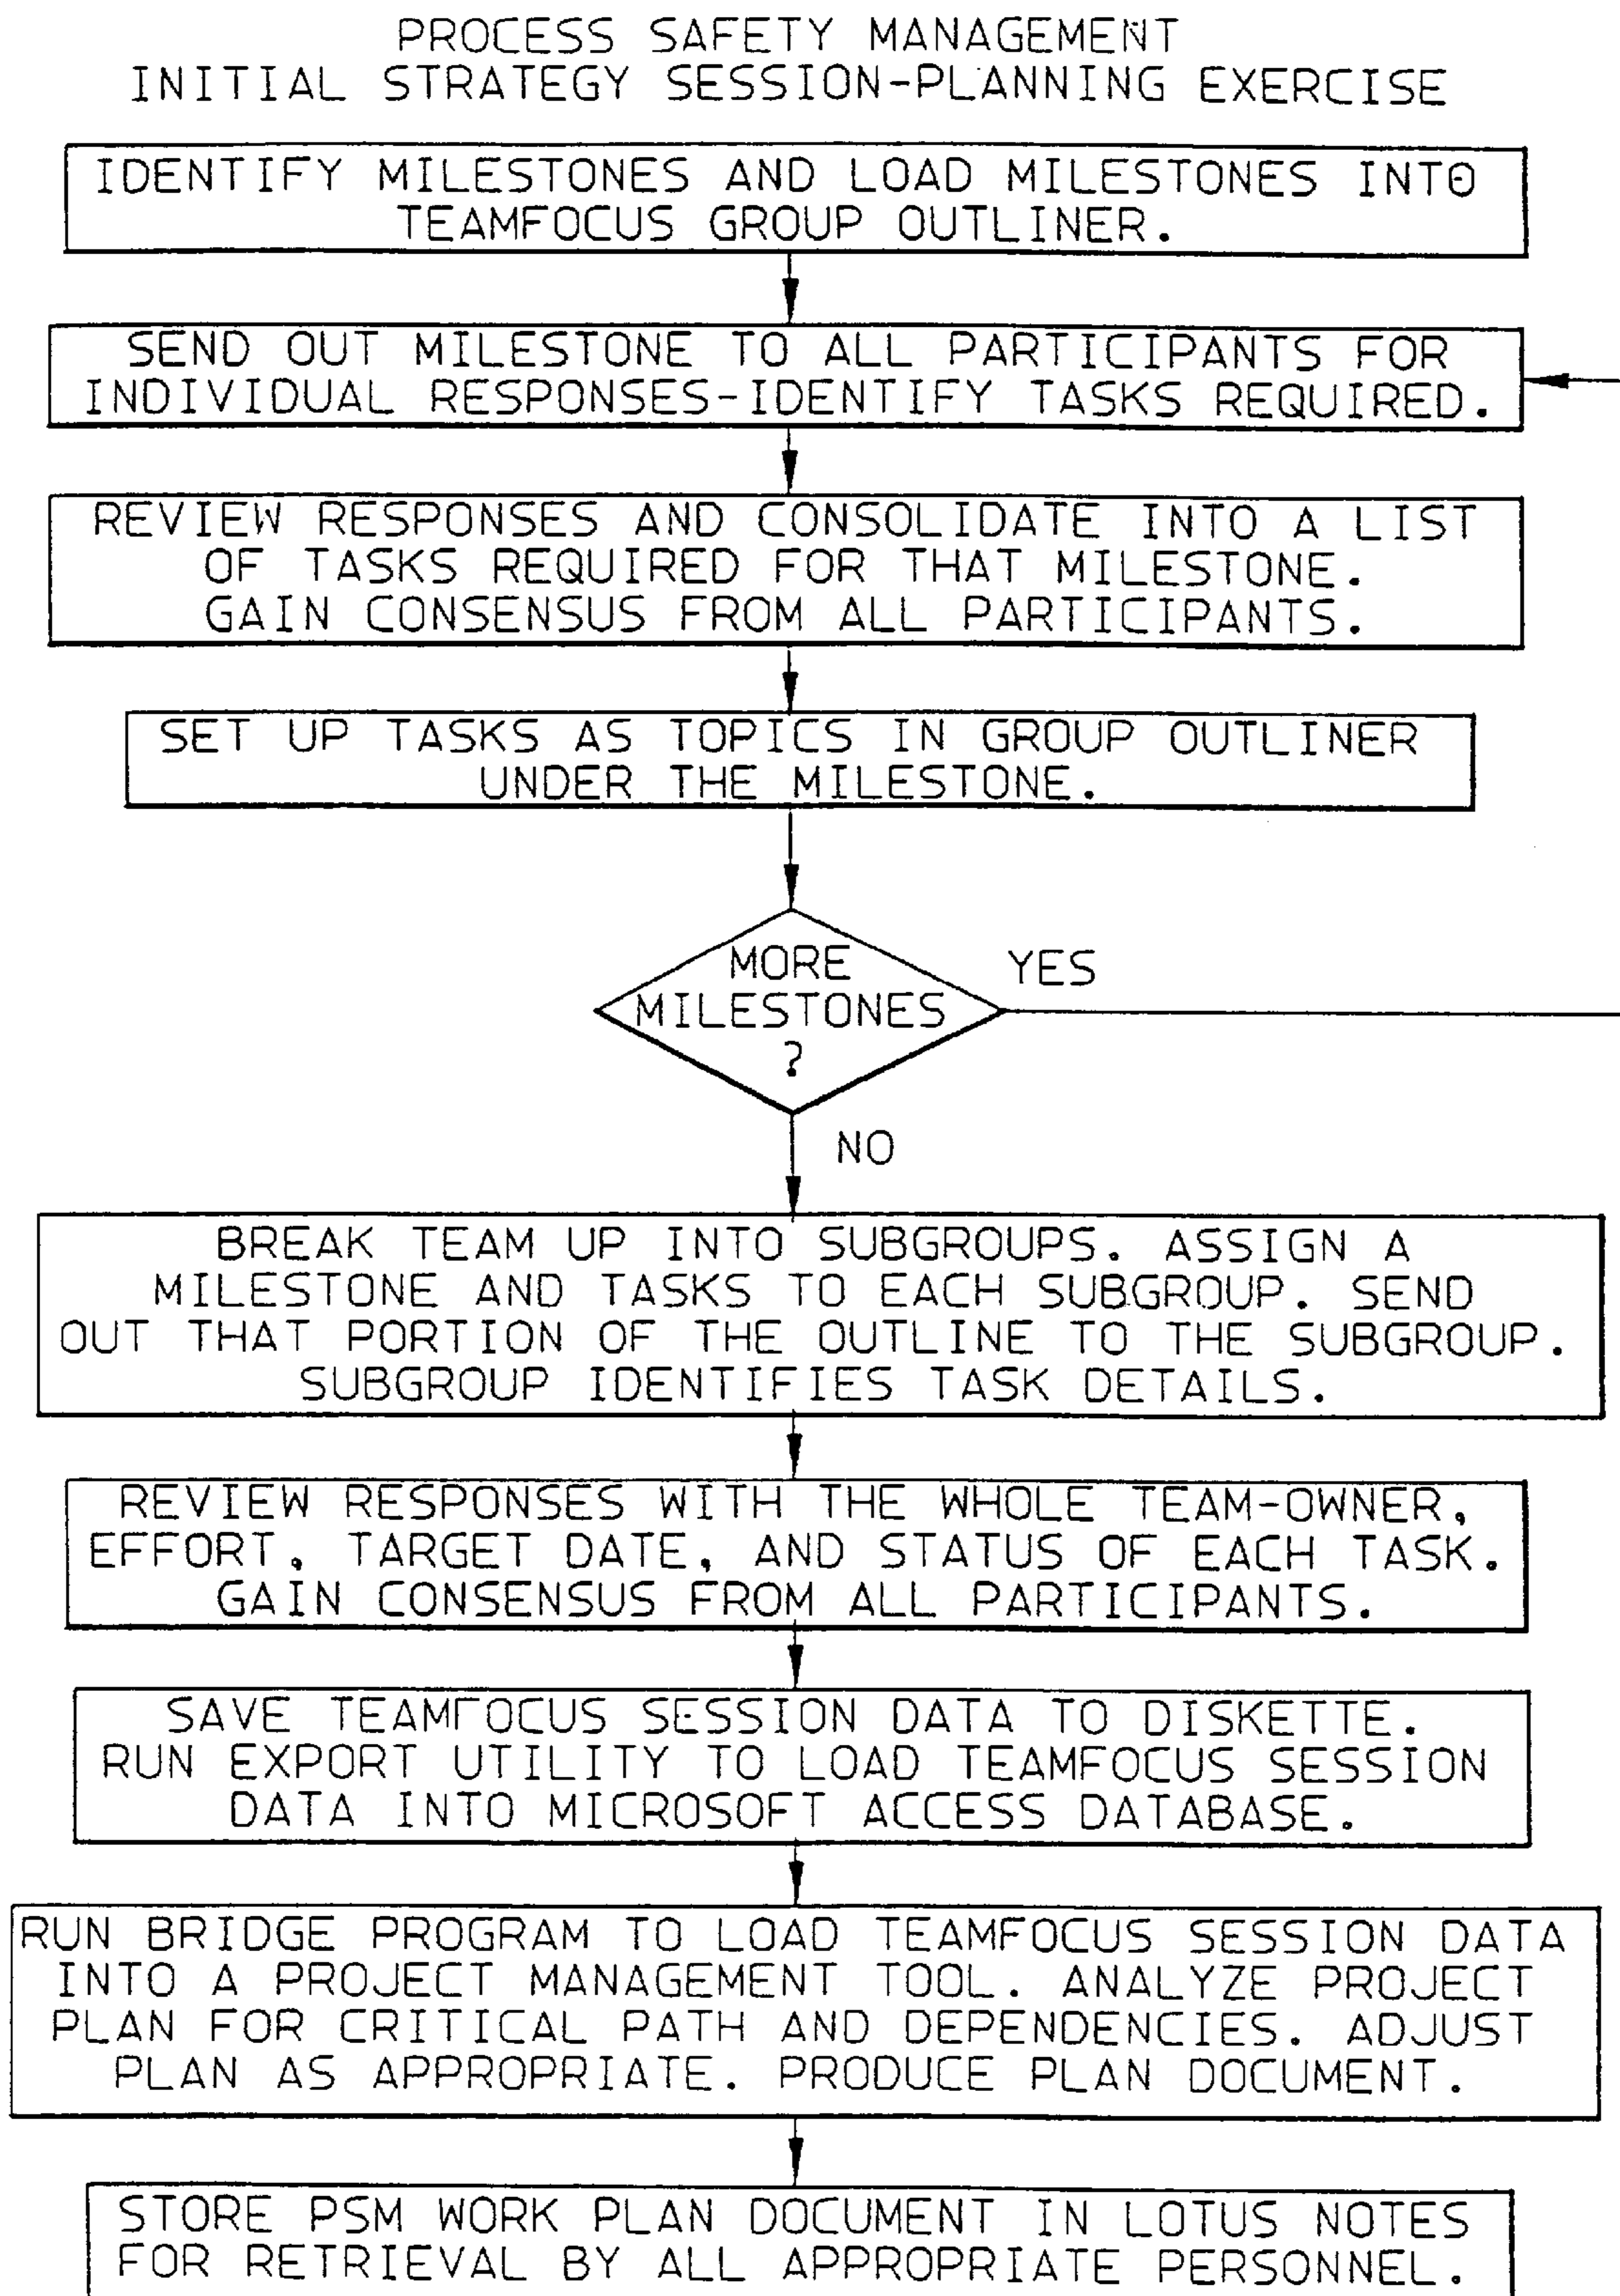 PROCESS SAFETY MANAGEMENT
INITIAL STRATEGY SESSION-PLANNING EXERCISE
IDENTIFY MILESTONES AND LOAD MILESTONES INTO
TEAMFOCUS GROUP OUTLINER.
SEND OUT MILESTONE TO ALL PARTICIPANTS FOR
INDIVIDUAL RESPONSES-IDENTIFY TASKS REQUIRED.
REVIEW RESPONSES AND CONSOLIDATE INTO A LIST
OF TASKS REQUIRED FOR THAT MILESTONE.
GAIN CONSENSUS FROM ALL PARTICIPANTS.
SET UP TASKS AS TOPICS IN GROUP OUTLINER
UNDER THE MILESTONE.
MORE
MILESTONES
?
YES
NO
BREAK TEAM UP INTO SUBGROUPS. ASSIGN A
MILESTONE AND TASKS TO EACH SUBGROUP. SEND
OUT THAT PORTION OF THE OUTLINE TO THE SUBGROUP.
SUBGROUP IDENTIFIES TASK DETAILS.
REVIEW RESPONSES WITH THE WHOLE TEAM-OWNER,
EFFORT, TARGET DATE, AND STATUS OF EACH TASK.
GAIN CONSENSUS FROM ALL PARTICIPANTS.
SAVE TEAMFOCUS SESSION DATA TO DISKETTE.
RUN EXPORT UTILITY TO LOAD TEAMFOCUS SESSION
DATA INTO MICROSOFT ACCESS DATABASE.
RUN BRIDGE PROGRAM TO LOAD TEAMFOCUS SESSION DATA
INTO A PROJECT MANAGEMENT TOOL. ANALYZE PROJECT
PLAN FOR CRITICAL PATH AND DEPENDENCIES. ADJUST
PLAN AS APPROPRIATE. PRODUCE PLAN DOCUMENT.
STORE PSM WORK PLAN DOCUMENT IN LOTUS NOTES
FOR RETRIEVAL BY ALL APPROPRIATE PERSONNEL.